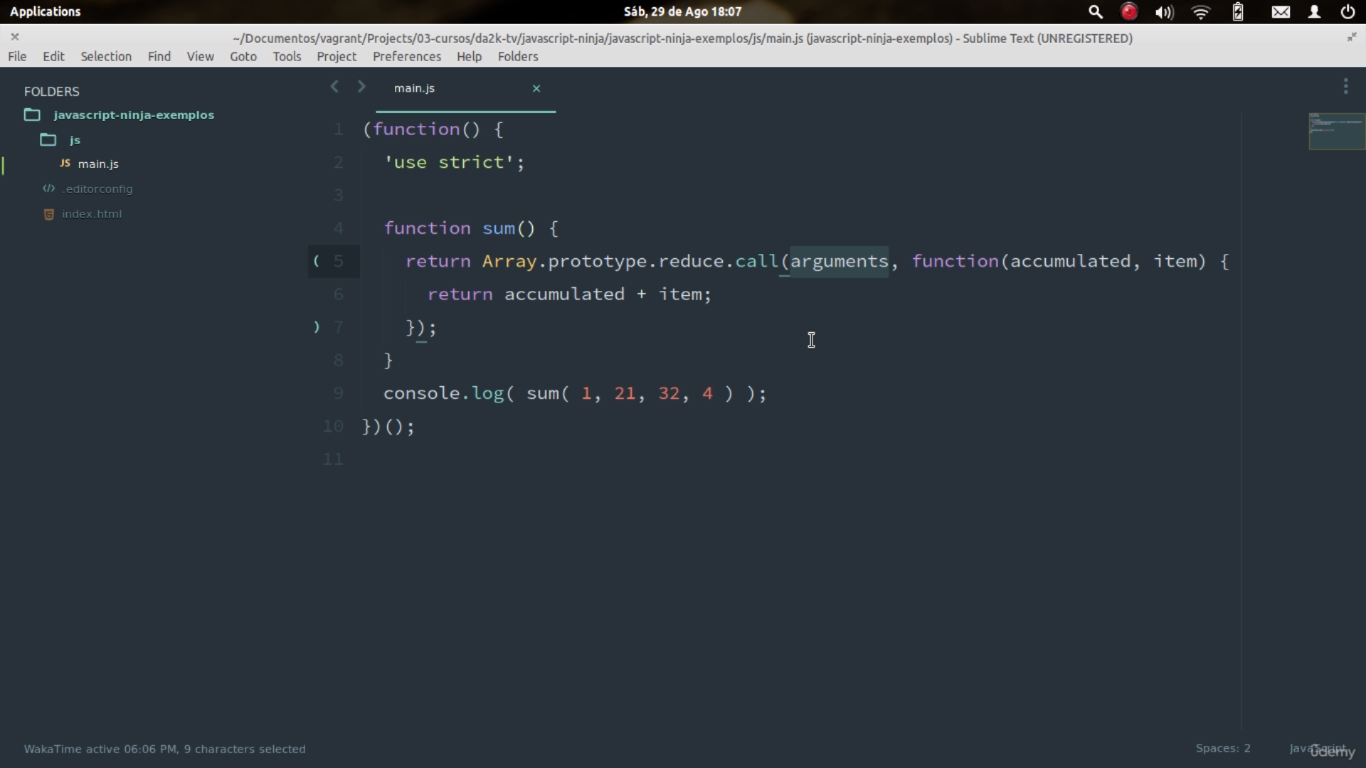 Applications
Sáb, 29 de Ago 18:07
~/Documentos/vagrant/Projects/03-cursos/da2k-tv/javascript-ninja/javascript-ninja-exemplos/js/main.js (javascript-ninja-exemplos) - Sublime Text (UNREGISTERED)
File Edit Selection Find View Goto Tools Project Preferences Help Folders
FOLDERS
javascript-ninja-exemplos
js
JS main.js
.editorconfig
index.html
main.js
1 (function() {
2   'use strict';
3
4   function sum() {
5     return Array.prototype.reduce.call(arguments, function(accumulated, item) {
6       return accumulated + item;
7     });
8   }
9   console.log( sum( 1, 21, 32, 4 ) );
10 })();
11
WakaTime active 06:06 PM, 9 characters selected
Spaces: 2
JavaScript
udemy